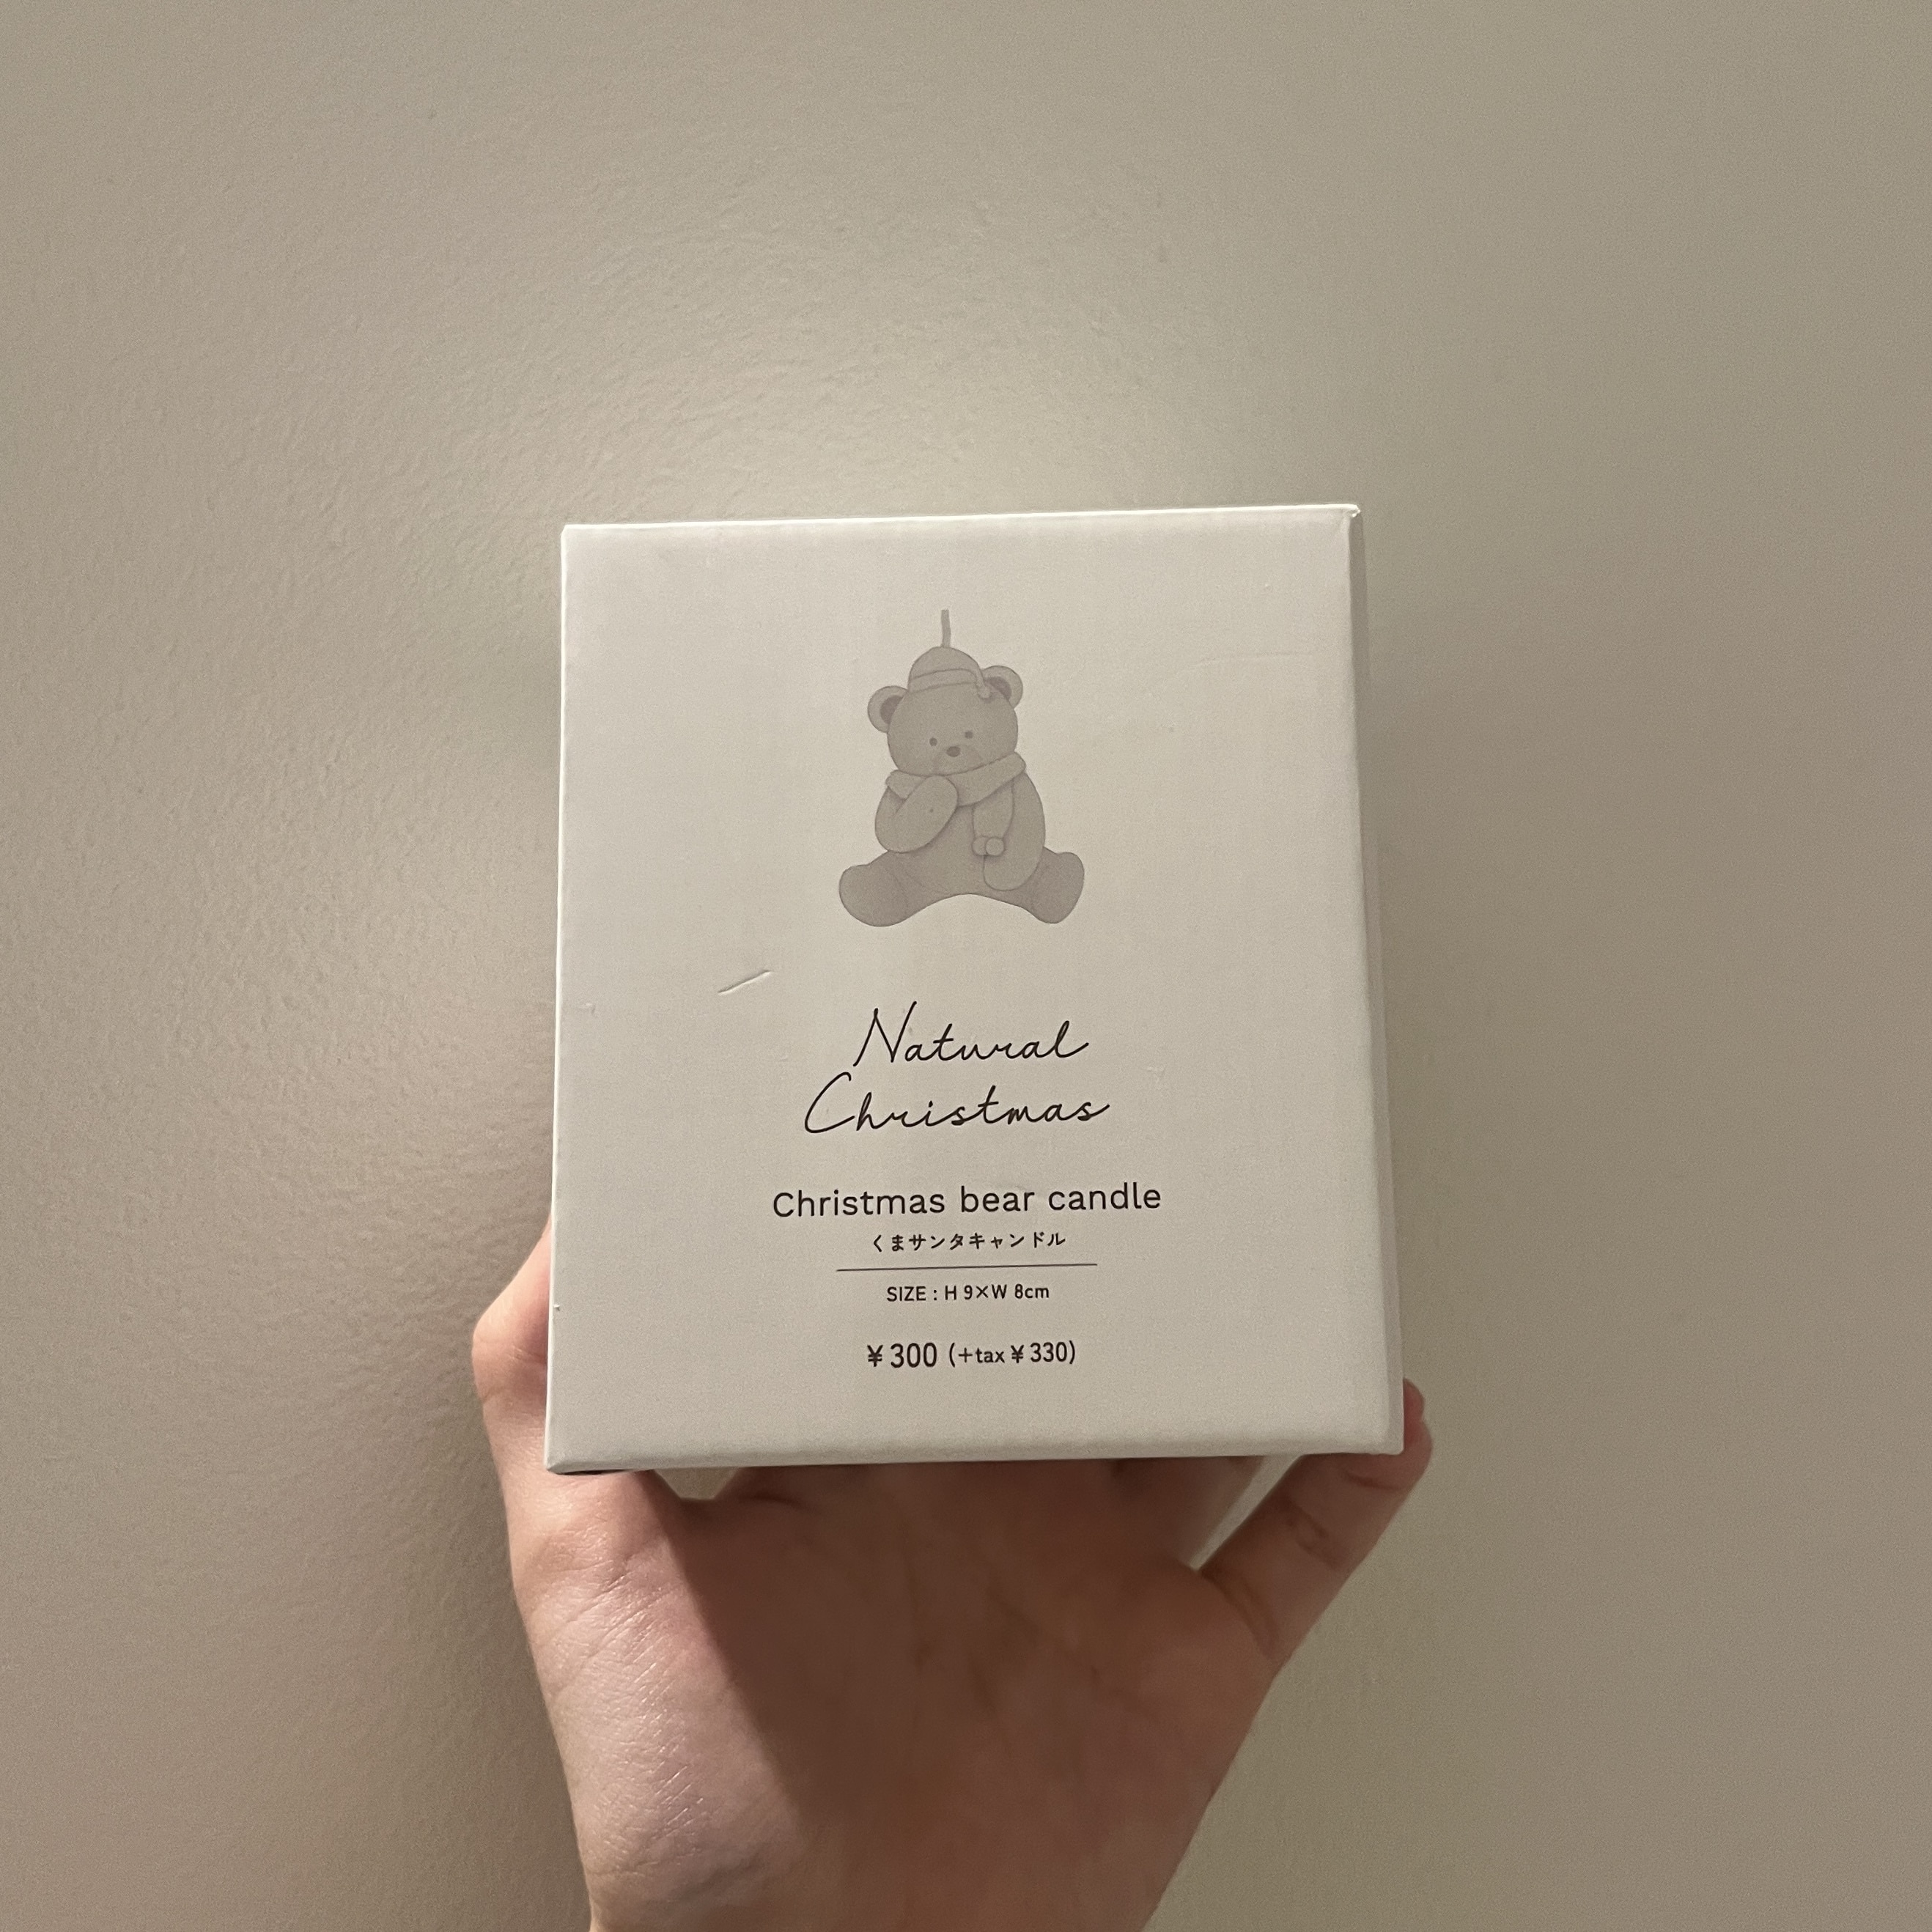 Natural
Christmas
Christmas bear candle
くまサンタキャンドル
SIZE : H 9×W 8cm
¥300 (+tax ¥330)